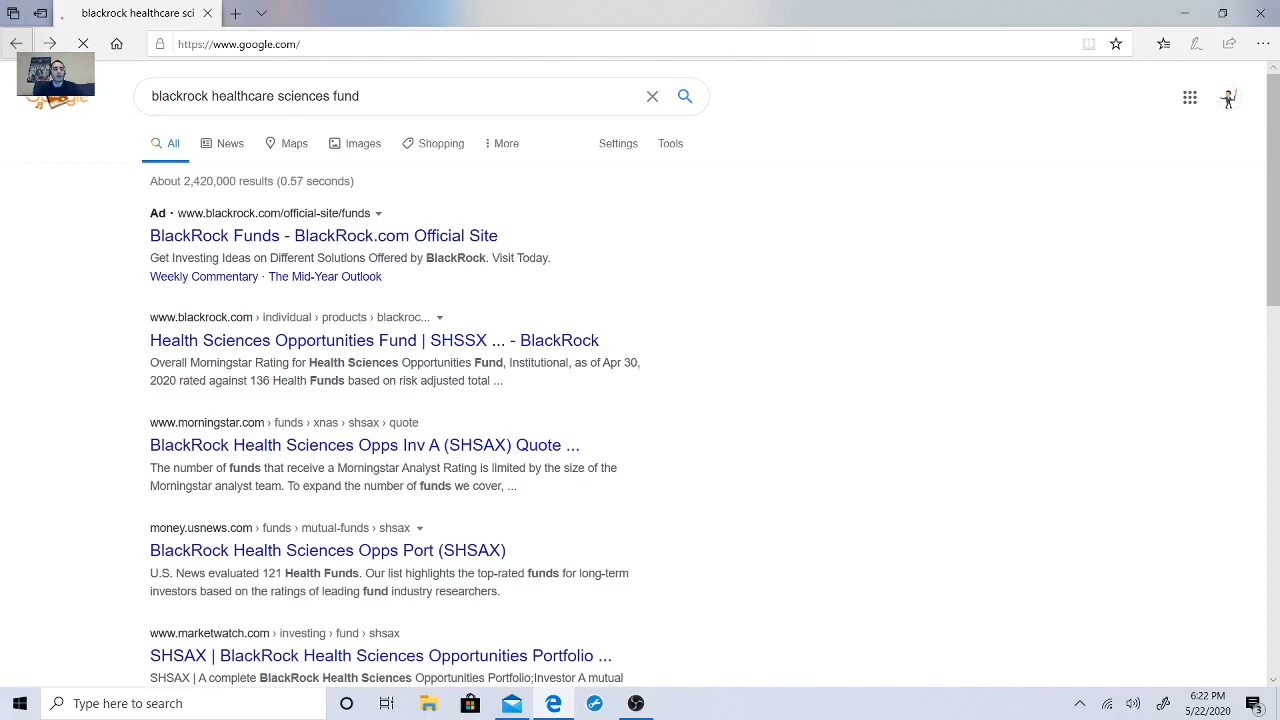 blackrock healthcare sciences fu
https://www.google.com/
Google
blackrock healthcare sciences fund
All News Maps Images Shopping More Settings Tools
About 2,420,000 results (0.57 seconds)
Ad · www.blackrock.com/official-site/funds
BlackRock Funds - BlackRock.com Official Site
Get Investing Ideas on Different Solutions Offered by BlackRock. Visit Today.
Weekly Commentary · The Mid-Year Outlook
www.blackrock.com › individual › products › blackroc...
Health Sciences Opportunities Fund | SHSSX ... - BlackRock
Overall Morningstar Rating for Health Sciences Opportunities Fund, Institutional, as of Apr 30,
2020 rated against 136 Health Funds based on risk adjusted total ...
www.morningstar.com › funds › xnas › shsax › quote
BlackRock Health Sciences Opps Inv A (SHSAX) Quote ...
The number of funds that receive a Morningstar Analyst Rating is limited by the size of the
Morningstar analyst team. To expand the number of funds we cover, ...
money.usnews.com › funds › mutual-funds › shsax
BlackRock Health Sciences Opps Port (SHSAX)
U.S. News evaluated 121 Health Funds. Our list highlights the top-rated funds for long-term
investors based on the ratings of leading fund industry researchers.
www.marketwatch.com › investing › fund › shsax
SHSAX | BlackRock Health Sciences Opportunities Portfolio ...
SHSAX | A complete BlackRock Health Sciences Opportunities Portfolio;Investor A mutual
Type here to search
6:22 PM
5/22/2020
3